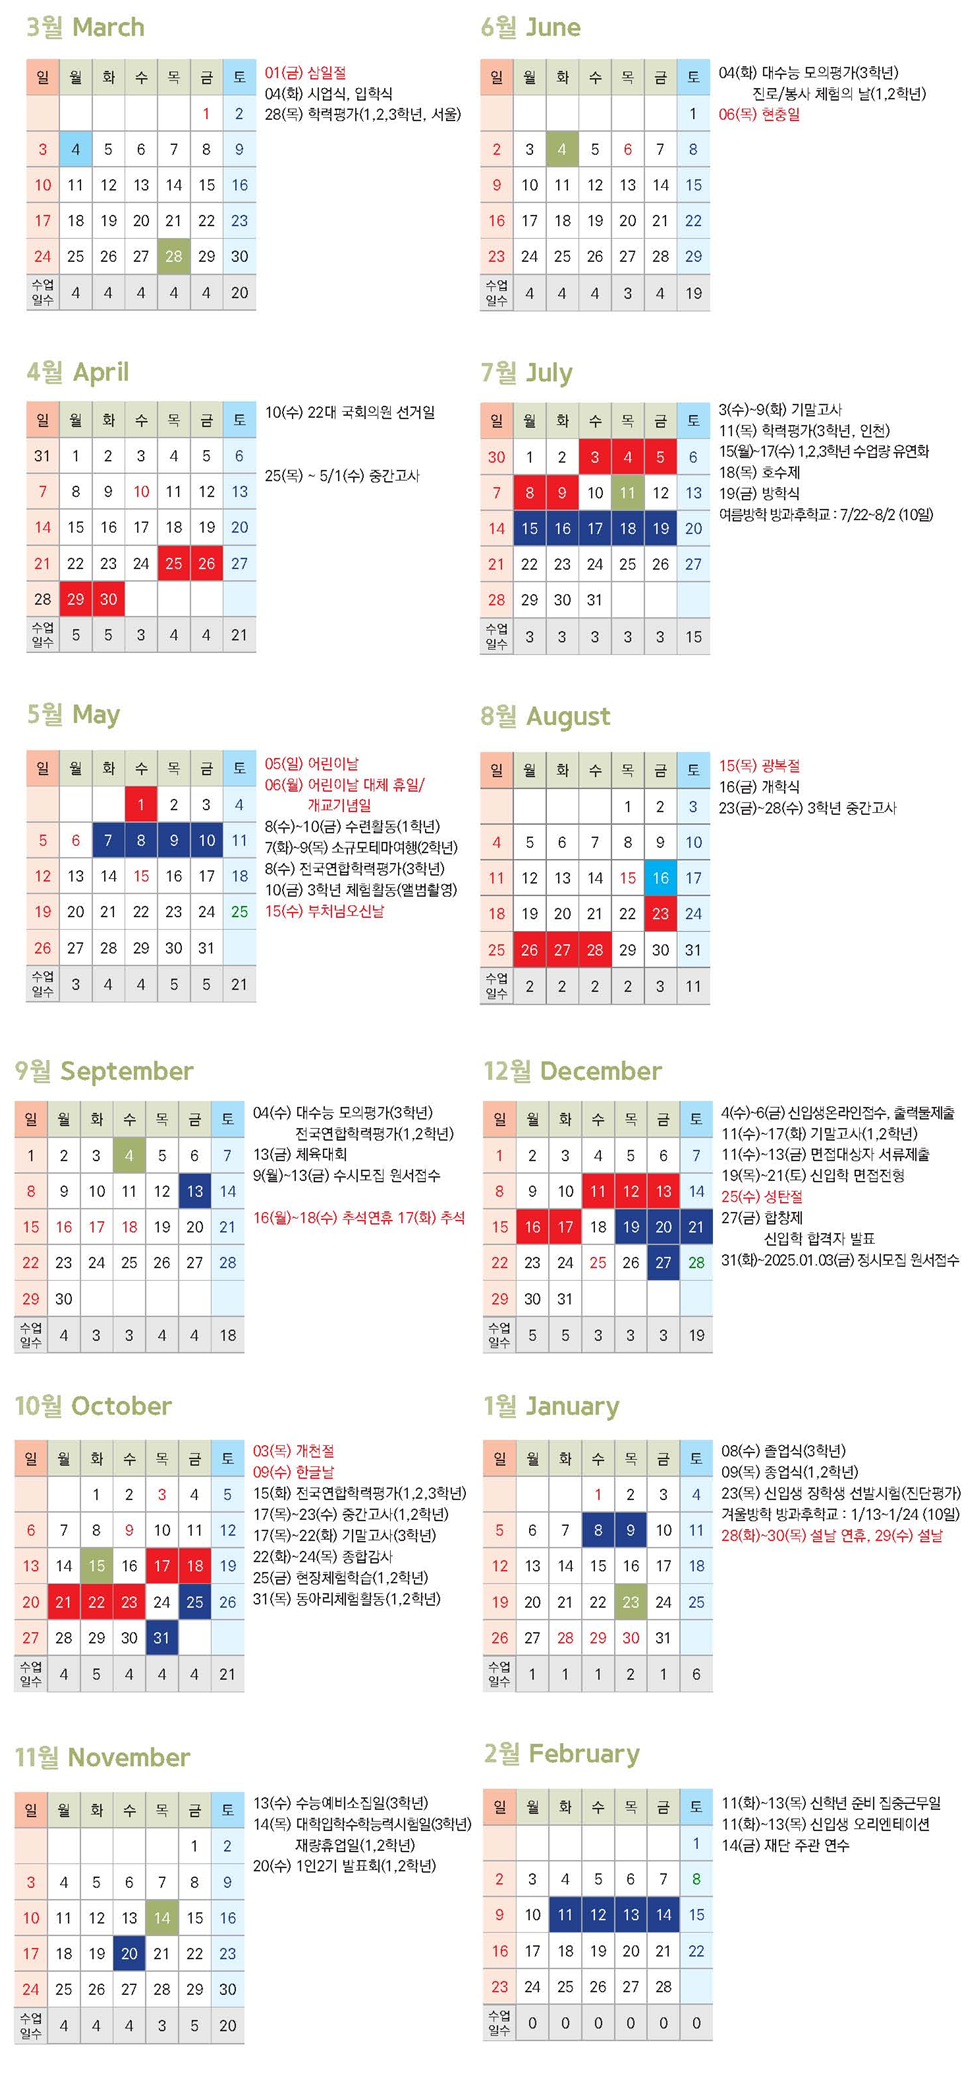 3월 March
일 월 화 수 목 금 토
1 2
3 4 5 6 7 8 9
10 11 12 13 14 15 16
17 18 19 20 21 22 23
24 25 26 27 28 29 30
수업일수 4 4 4 4 4 20
01(금) 삼일절
04(화) 시업식, 입학식
28(목) 학력평가(1,2,3학년, 서울)
6월 June
일 월 화 수 목 금 토
1
2 3 4 5 6 7 8
9 10 11 12 13 14 15
16 17 18 19 20 21 22
23 24 25 26 27 28 29
수업일수 4 4 4 3 4 19
04(화) 대수능 모의평가(3학년)
진로/봉사 체험의 날(1,2학년)
06(목) 현충일
4월 April
일 월 화 수 목 금 토
31 1 2 3 4 5 6
7 8 9 10 11 12 13
14 15 16 17 18 19 20
21 22 23 24 25 26 27
28 29 30
수업일수 5 5 3 4 4 21
10(수) 22대 국회의원 선거일
25(목) ~ 5/1(수) 중간고사
7월 July
일 월 화 수 목 금 토
30 1 2 3 4 5 6
7 8 9 10 11 12 13
14 15 16 17 18 19 20
21 22 23 24 25 26 27
28 29 30 31
수업일수 3 3 3 3 3 15
3(수)~9(화) 기말고사
11(목) 학력평가(3학년, 인천)
15(월)~17(수) 1,2,3학년 수업량 유연화
18(목) 호수제
19(금) 방학식
여름방학 방과후학교 : 7/22~8/2 (10일)
5월 May
일 월 화 수 목 금 토
1 2 3 4
5 6 7 8 9 10 11
12 13 14 15 16 17 18
19 20 21 22 23 24 25
26 27 28 29 30 31
수업일수 3 4 4 5 5 21
05(일) 어린이날
06(월) 어린이날 대체 휴일/
개교기념일
8(수)~10(금) 수련활동(1학년)
7(화)~9(목) 소규모테마여행(2학년)
8(수) 전국연합학력평가(3학년)
10(금) 3학년 체험활동(앨범촬영)
15(수) 부처님오신날
8월 August
일 월 화 수 목 금 토
1 2 3
4 5 6 7 8 9 10
11 12 13 14 15 16 17
18 19 20 21 22 23 24
25 26 27 28 29 30 31
수업일수 2 2 2 2 3 11
15(목) 광복절
16(금) 개학식
23(금)~28(수) 3학년 중간고사
9월 September
일 월 화 수 목 금 토
1 2 3 4 5 6 7
8 9 10 11 12 13 14
15 16 17 18 19 20 21
22 23 24 25 26 27 28
29 30
수업일수 4 3 3 4 4 18
04(수) 대수능 모의평가(3학년)
전국연합학력평가(1,2학년)
13(금) 체육대회
9(월)~13(금) 수시모집 원서접수
16(월)~18(수) 추석연휴 17(화) 추석
12월 December
일 월 화 수 목 금 토
1 2 3 4 5 6 7
8 9 10 11 12 13 14
15 16 17 18 19 20 21
22 23 24 25 26 27 28
29 30 31
수업일수 5 5 3 3 3 19
4(수)~6(금) 신입생온라인접수, 출력물제출
11(수)~17(화) 기말고사(1,2학년)
11(수)~13(금) 면접대상자 서류제출
19(목)~21(토) 신입학 면접전형
25(수) 성탄절
27(금) 합창제
신입학 합격자 발표
31(화)~2025.01.03(금) 정시모집 원서접수
10월 October
일 월 화 수 목 금 토
1 2 3 4 5
6 7 8 9 10 11 12
13 14 15 16 17 18 19
20 21 22 23 24 25 26
27 28 29 30 31
수업일수 4 5 4 4 4 21
03(목) 개천절
09(수) 한글날
15(화) 전국연합학력평가(1,2,3학년)
17(목)~23(수) 중간고사(1,2학년)
17(목)~22(화) 기말고사(3학년)
22(화)~24(목) 종합감사
25(금) 현장체험학습(1,2학년)
31(목) 동아리체험활동(1,2학년)
1월 January
일 월 화 수 목 금 토
1 2 3 4
5 6 7 8 9 10 11
12 13 14 15 16 17 18
19 20 21 22 23 24 25
26 27 28 29 30 31
수업일수 1 1 1 2 1 6
08(수) 졸업식(3학년)
09(목) 종업식(1,2학년)
23(목) 신입생 장학생 선발시험(진단평가)
겨울방학 방과후학교 : 1/13~1/24 (10일)
28(화)~30(목) 설날 연휴, 29(수) 설날
11월 November
일 월 화 수 목 금 토
1 2
3 4 5 6 7 8 9
10 11 12 13 14 15 16
17 18 19 20 21 22 23
24 25 26 27 28 29 30
수업일수 4 4 4 3 5 20
13(수) 수능예비소집일(3학년)
14(목) 대학입학수학능력시험일(3학년)
재량휴업일(1,2학년)
20(수) 1인2기 발표회(1,2학년)
2월 February
일 월 화 수 목 금 토
1
2 3 4 5 6 7 8
9 10 11 12 13 14 15
16 17 18 19 20 21 22
23 24 25 26 27 28
수업일수 0 0 0 0 0 0
11(화)~13(목) 신학년 준비 집중근무일
11(화)~13(목) 신입생 오리엔테이션
14(금) 재단 주관 연수